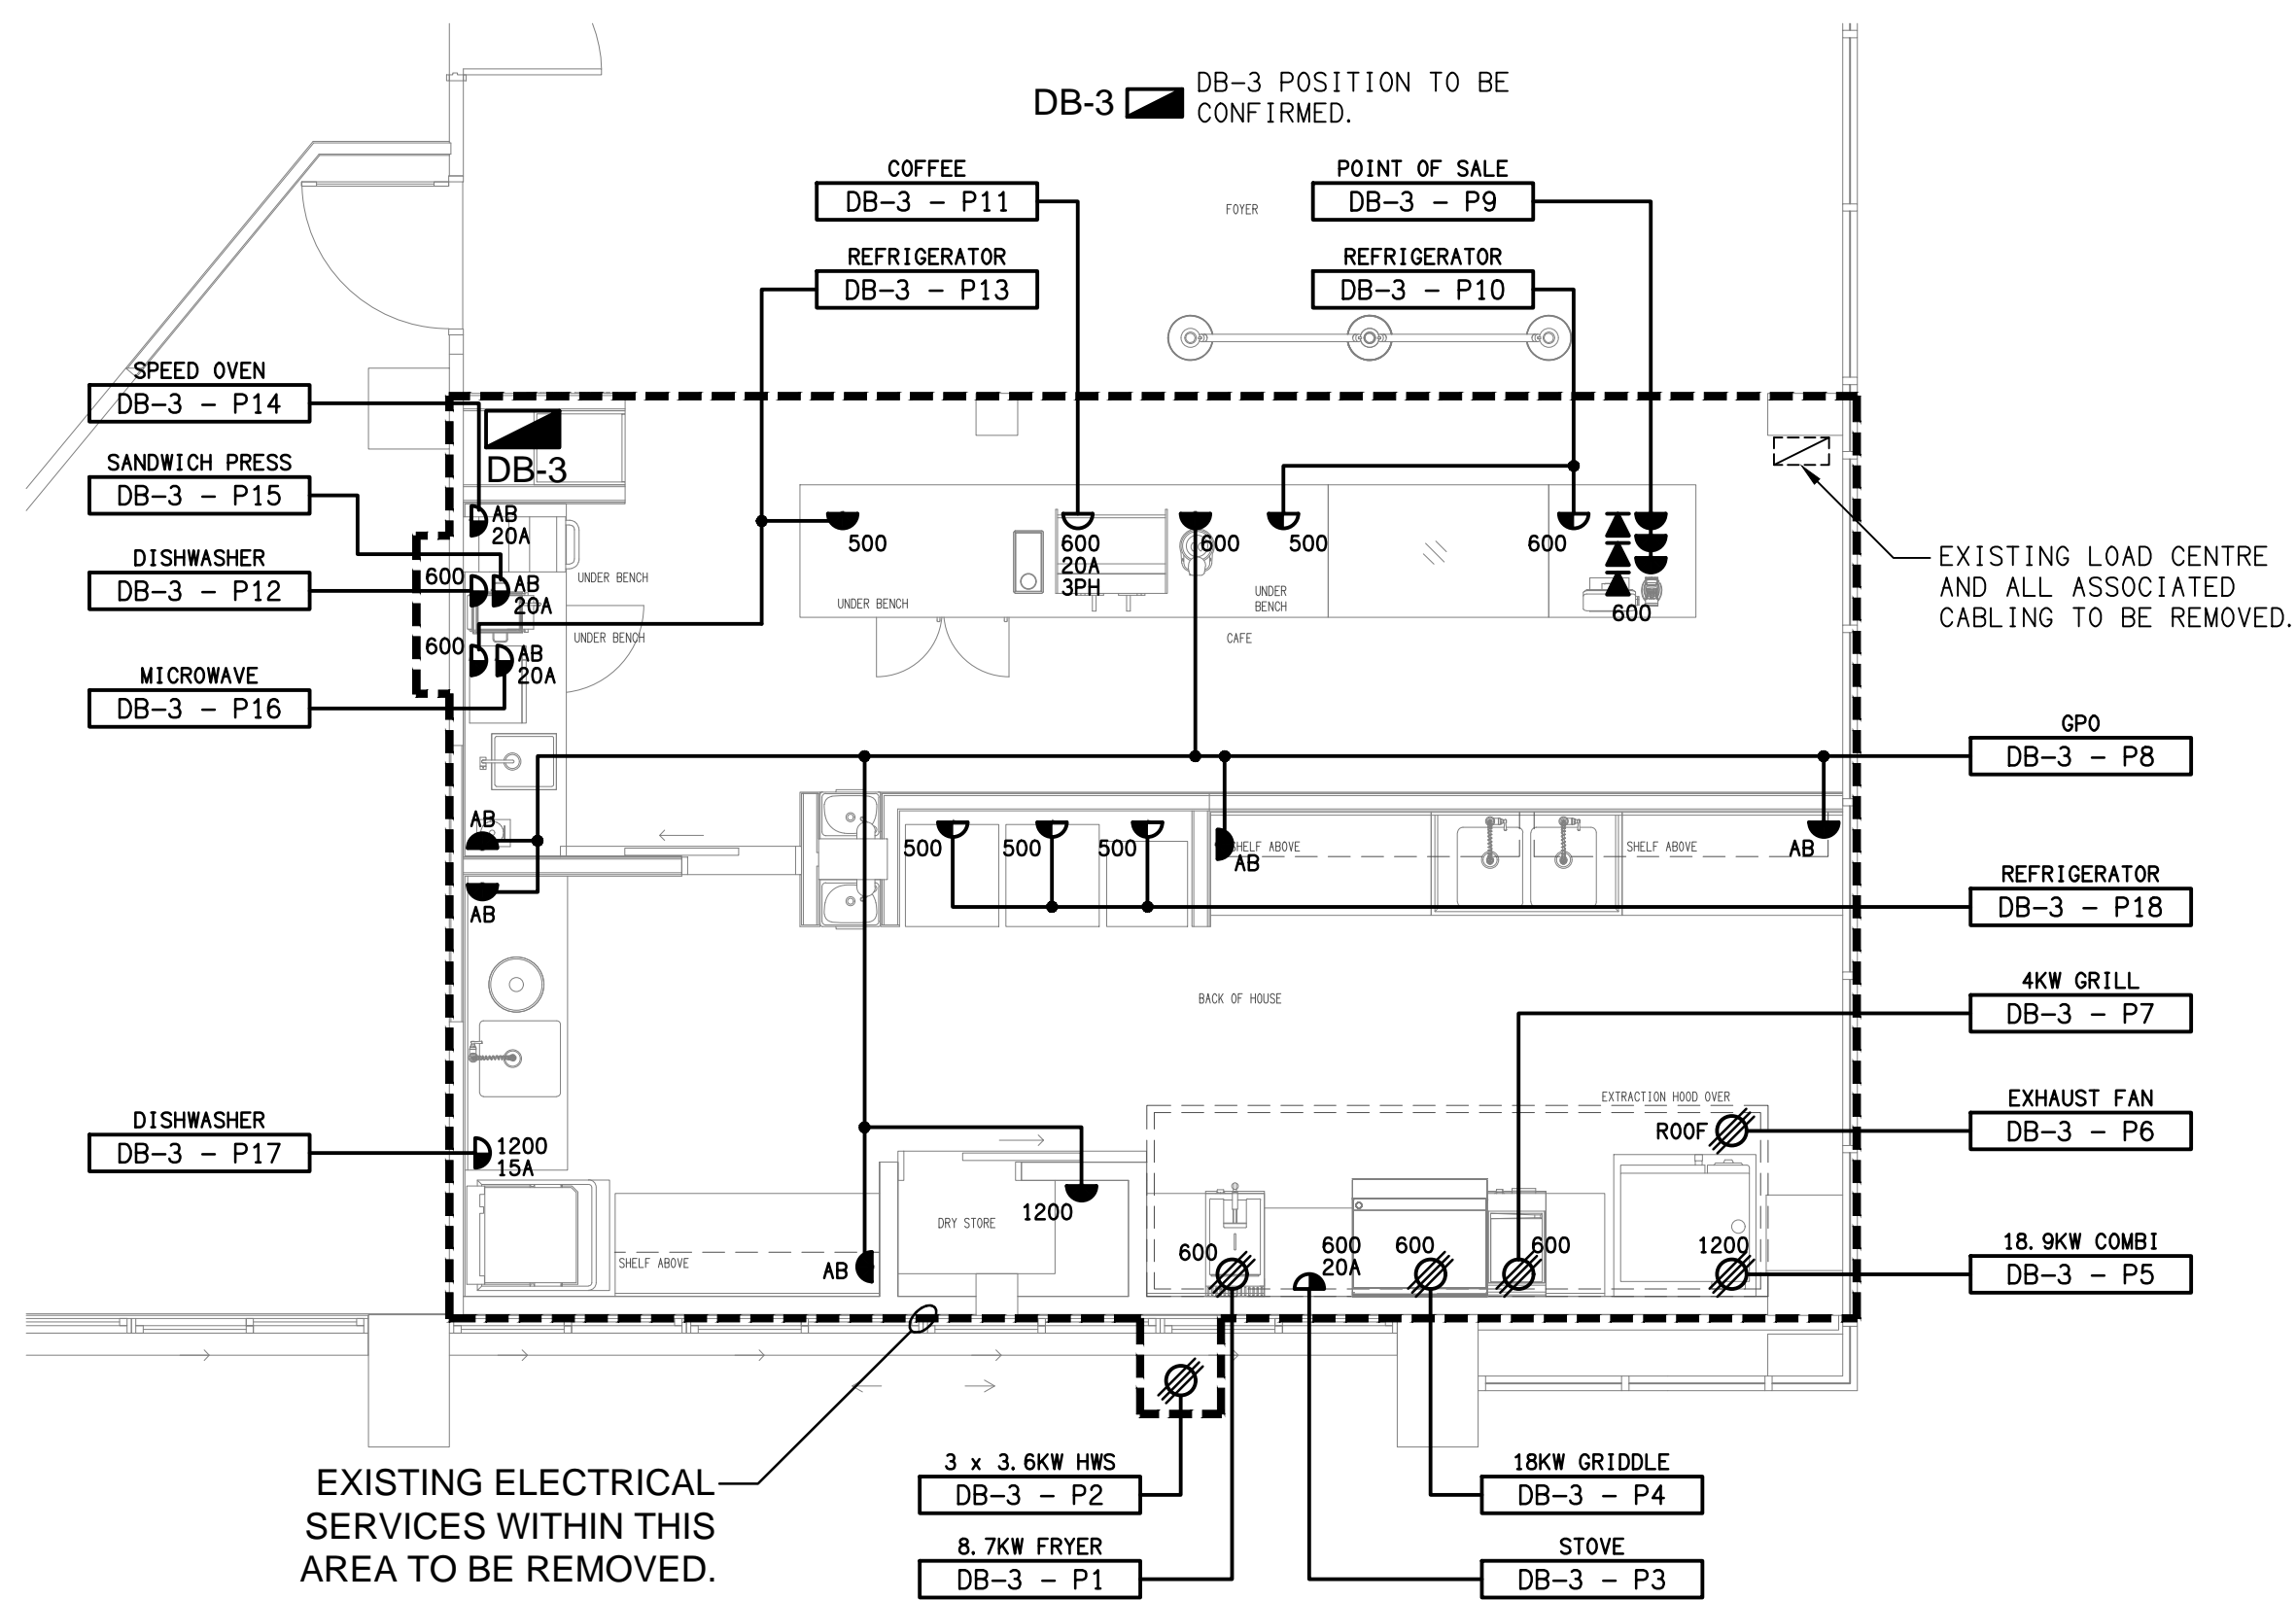 DB-3
DB-3 POSITION TO BE
CONFIRMED.
COFFEE
DB-3 - P11
POINT OF SALE
DB-3 - P9
FOYER
REFRIGERATOR
DB-3 - P13
REFRIGERATOR
DB-3 - P10
SPEED OVEN
DB-3 - P14
DB-3
SANDWICH PRESS
DB-3 - P15
AB
20A
500
600
20A
3PH
600
500
600
600
EXISTING LOAD CENTRE
AND ALL ASSOCIATED
CABLING TO BE REMOVED.
DISHWASHER
DB-3 - P12
600
AB
20A
UNDER BENCH
UNDER BENCH
UNDER BENCH
UNDER
BENCH
CAFE
600
AB
20A
MICROWAVE
DB-3 - P16
GPO
DB-3 - P8
AB
AB
500
500
500
SHELF ABOVE
AB
SHELF ABOVE
AB
REFRIGERATOR
DB-3 - P18
BACK OF HOUSE
4KW GRILL
DB-3 - P7
EXTRACTION HOOD OVER
EXHAUST FAN
DB-3 - P6
ROOF
DISHWASHER
DB-3 - P17
1200
15A
1200
DRY STORE
SHELF ABOVE
AB
600
600
20A
600
600
1200
18.9KW COMBI
DB-3 - P5
EXISTING ELECTRICAL
SERVICES WITHIN THIS
AREA TO BE REMOVED.
3 x 3.6KW HWS
DB-3 - P2
18KW GRIDDLE
DB-3 - P4
8.7KW FRYER
DB-3 - P1
STOVE
DB-3 - P3